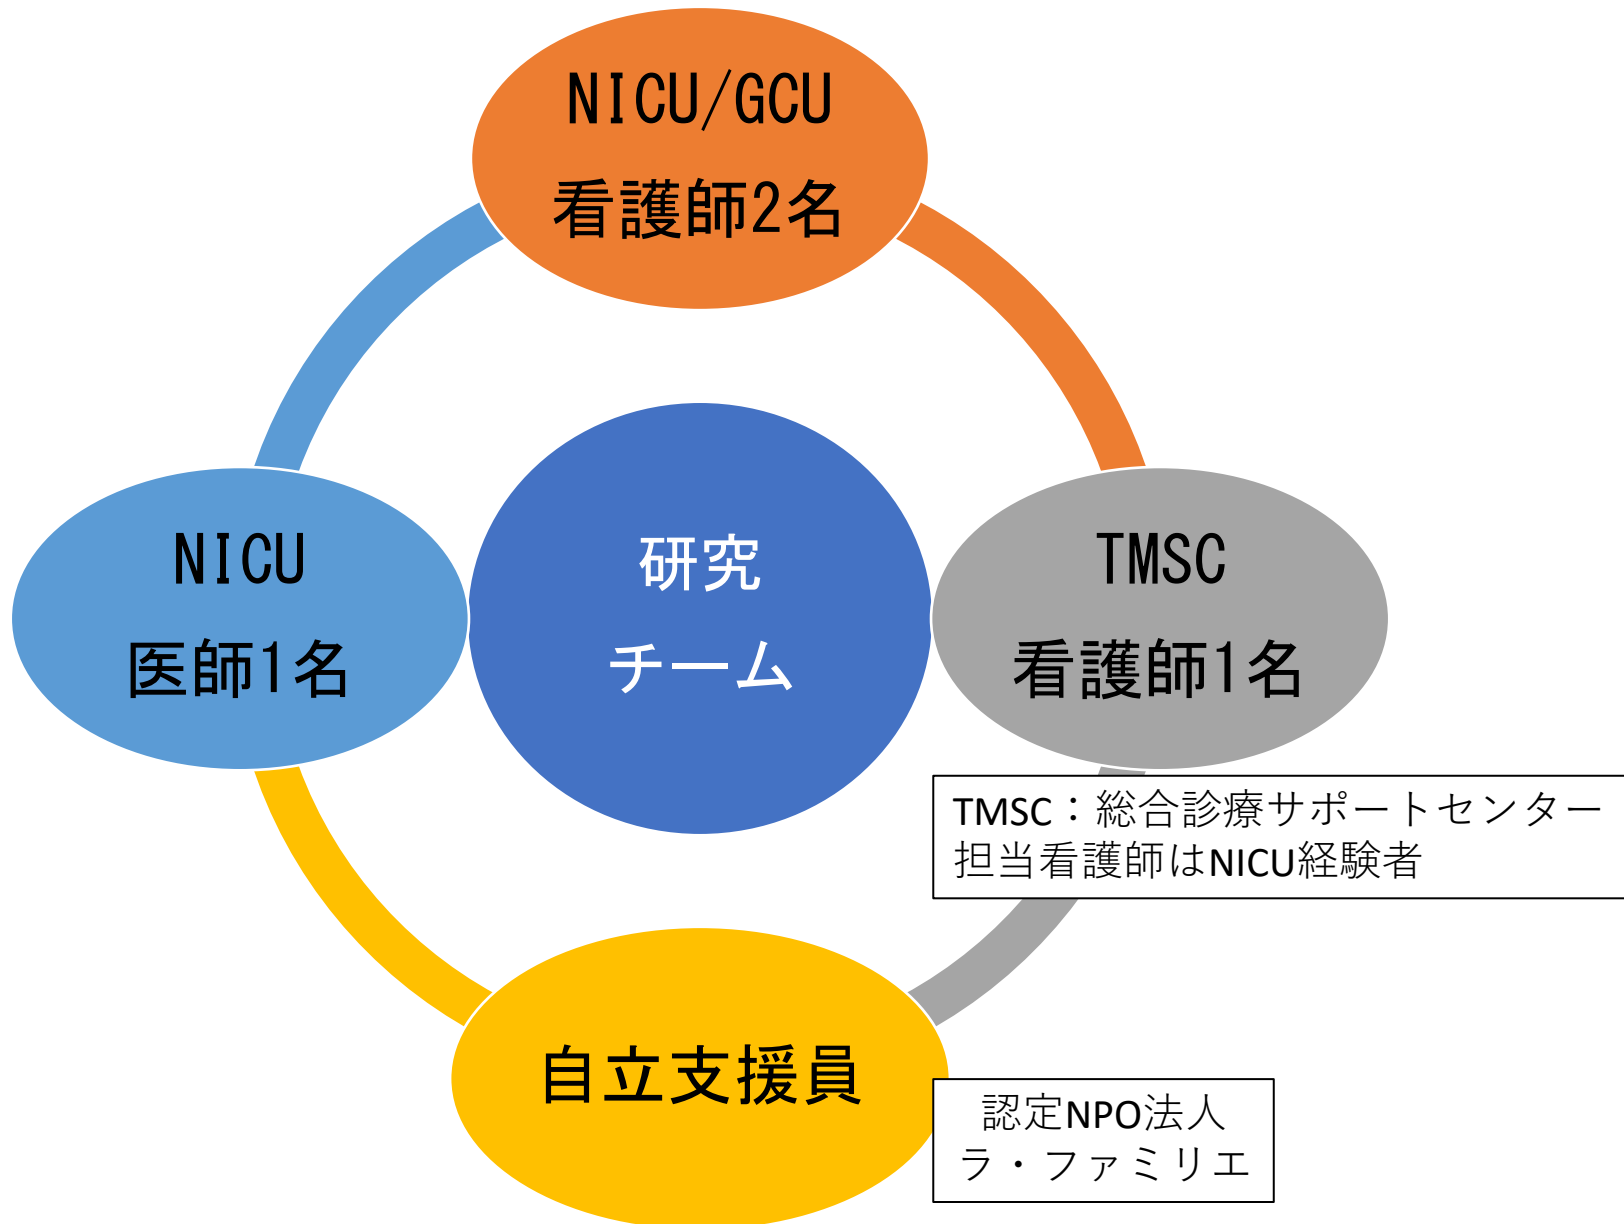 NICU/GCU
看護師2名
NICU
医師1名
研究
チーム
TMSC
看護師1名
TMSC：総合診療サポートセンター
担当看護師はNICU経験者
自立支援員
認定NPO法人
ラ・ファミリエ